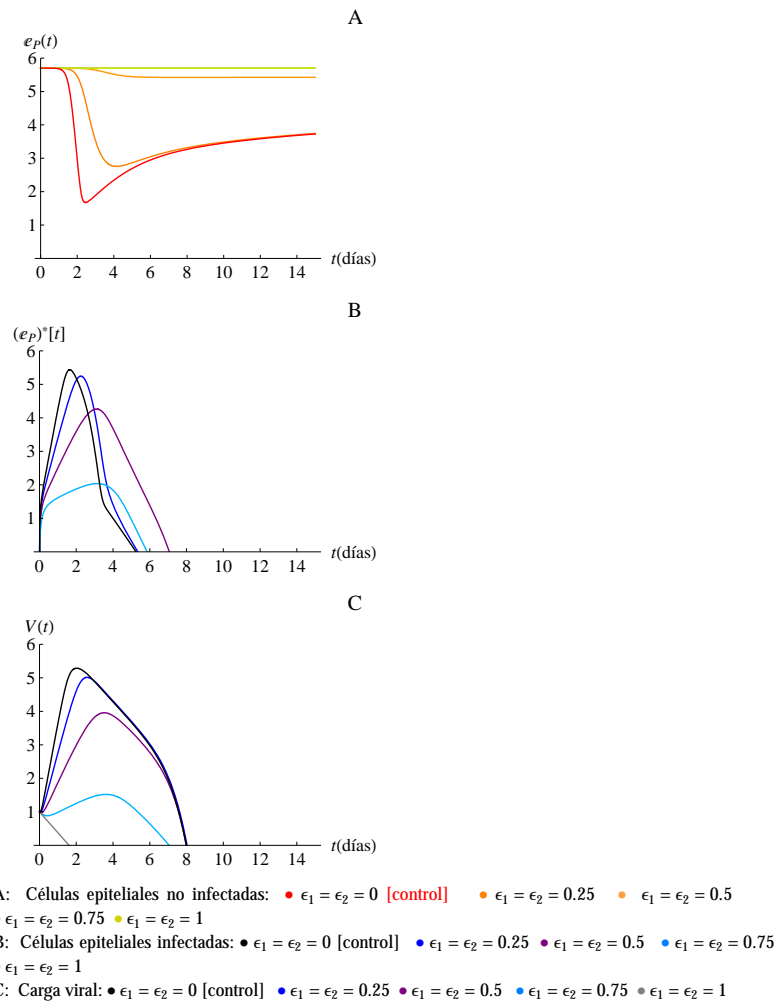 A
𝑒P(t)
6
5
4
3
2
1
0 2 4 6 8 10 12 14
t(días)
B
(𝑒P)*[t]
6
5
4
3
2
1
0 2 4 6 8 10 12 14
t(días)
C
V(t)
6
5
4
3
2
1
0 2 4 6 8 10 12 14
t(días)
A: Células epiteliales no infectadas: • ϵ1 = ϵ2 = 0 [control] • ϵ1 = ϵ2 = 0.25 • ϵ1 = ϵ2 = 0.5
ϵ1 = ϵ2 = 0.75 • ϵ1 = ϵ2 = 1
B: Células epiteliales infectadas: • ϵ1 = ϵ2 = 0 [control] • ϵ1 = ϵ2 = 0.25 • ϵ1 = ϵ2 = 0.5 • ϵ1 = ϵ2 = 0.75
ϵ1 = ϵ2 = 1
C: Carga viral: • ϵ1 = ϵ2 = 0 [control] • ϵ1 = ϵ2 = 0.25 • ϵ1 = ϵ2 = 0.5 • ϵ1 = ϵ2 = 0.75 • ϵ1 = ϵ2 = 1